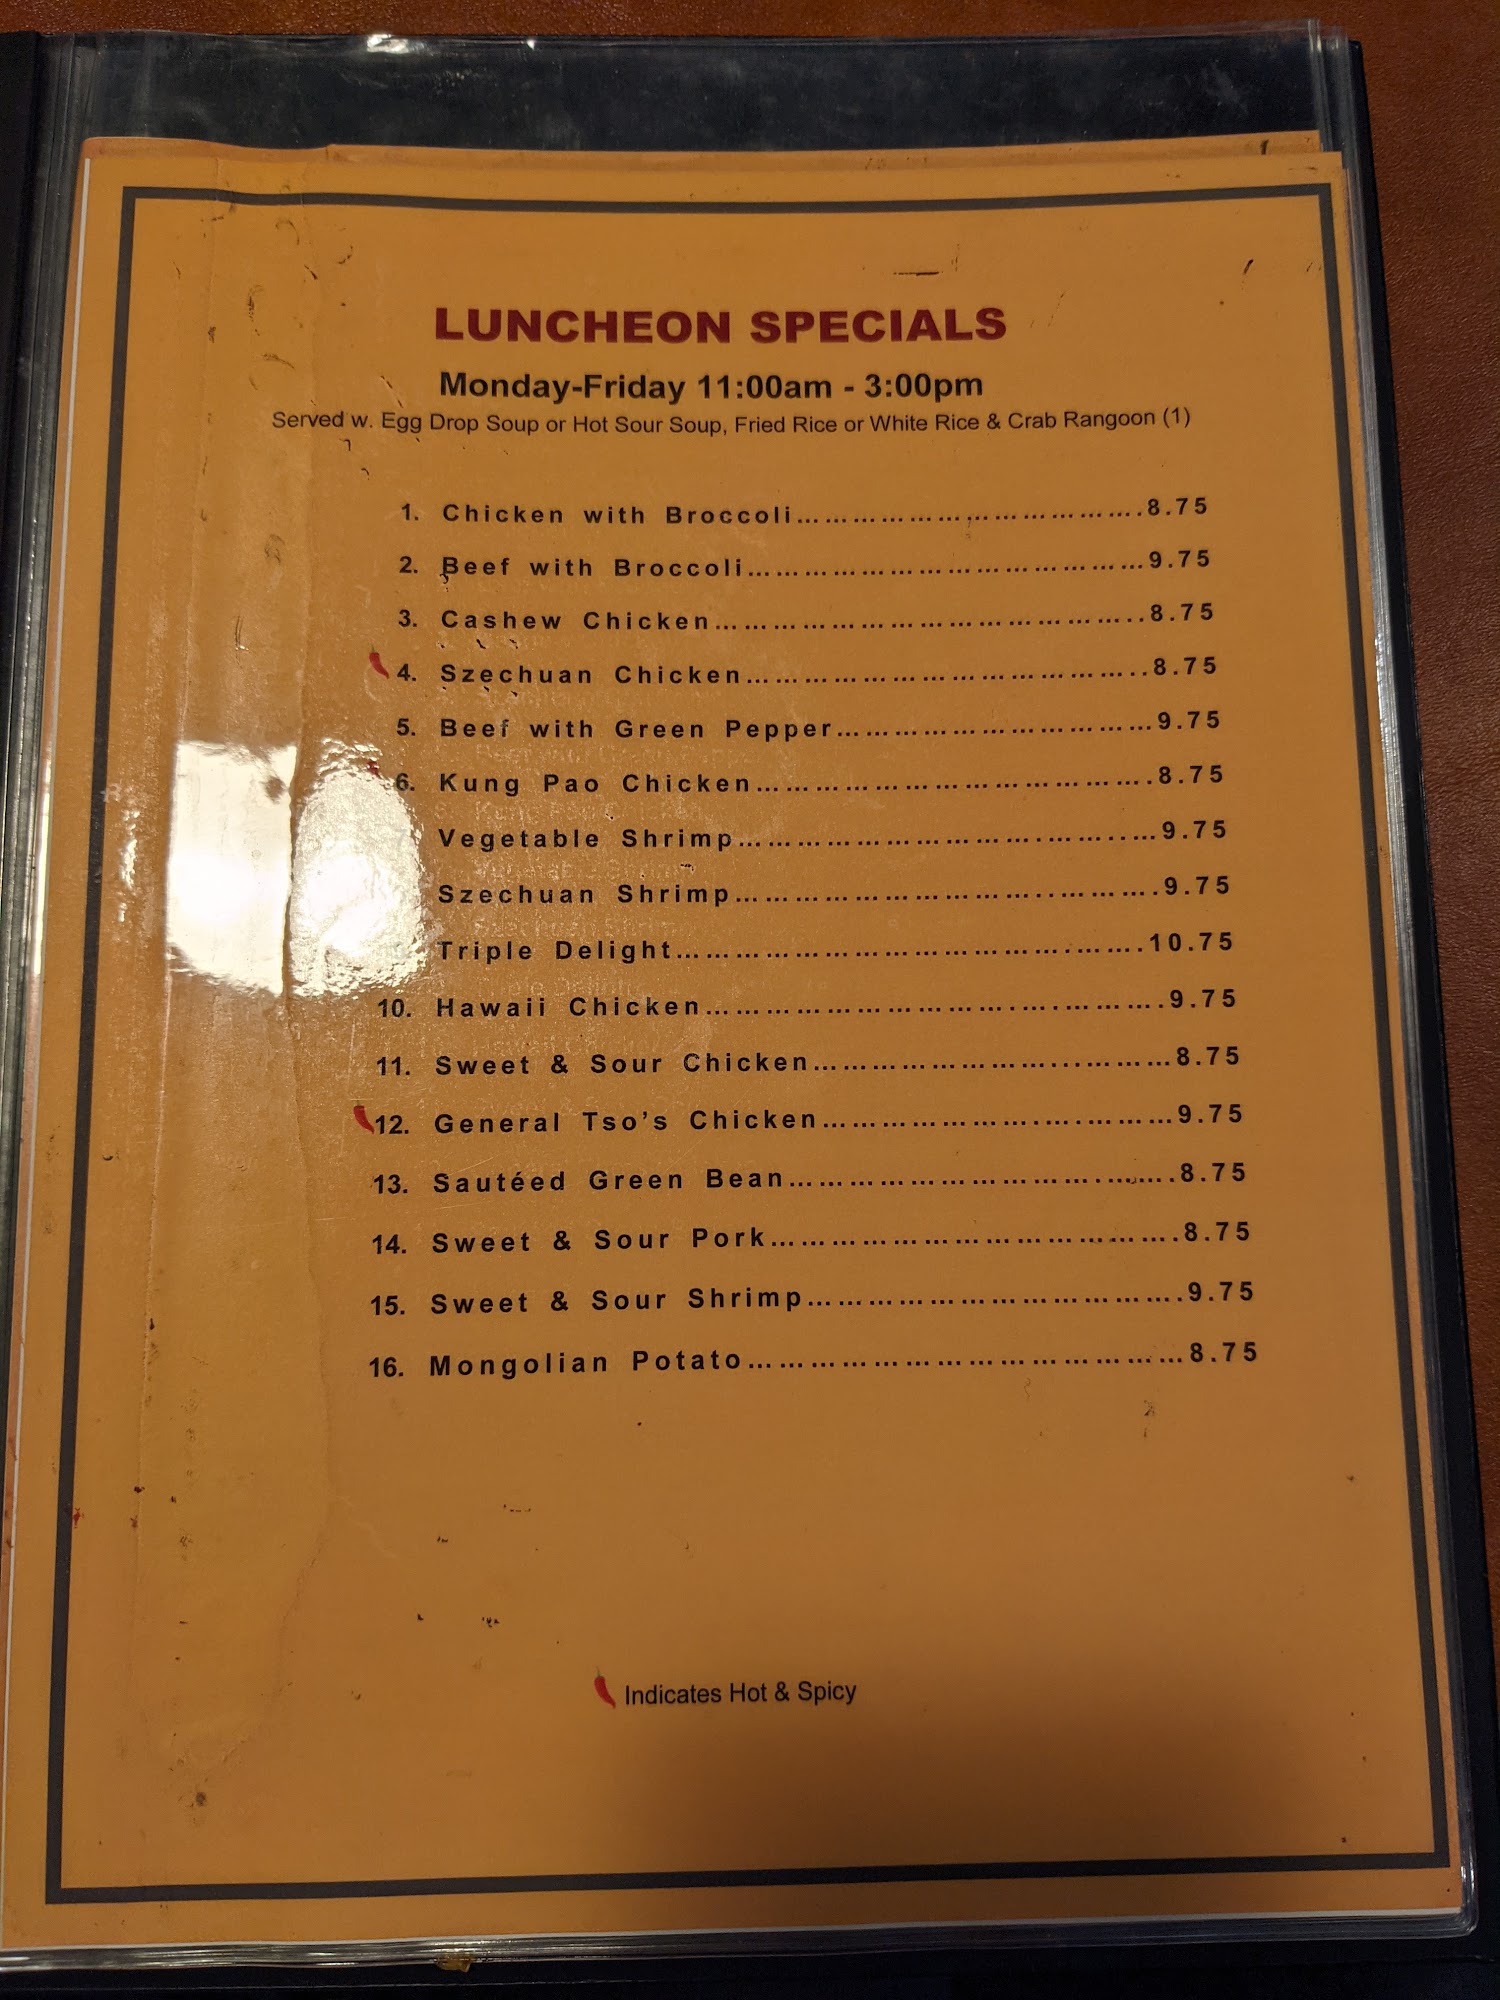 LUNCHEON SPECIALS
Monday-Friday 11:00am - 3:00pm
Served w. Egg Drop Soup or Hot Sour Soup, Fried Rice or White Rice & Crab Rangoon (1)
1. Chicken with Broccoli.......................................8.75
2. Beef with Broccoli.......................................9.75
3. Cashew Chicken.......................................8.75
4. Szechuan Chicken.......................................8.75
5. Beef with Green Pepper.......................................9.75
6. Kung Pao Chicken.......................................8.75
Vegetable Shrimp.......................................9.75
Szechuan Shrimp.......................................9.75
Triple Delight.......................................10.75
10. Hawaii Chicken.......................................9.75
11. Sweet & Sour Chicken.......................................8.75
12. General Tso's Chicken.......................................9.75
13. Sautéed Green Bean.......................................8.75
14. Sweet & Sour Pork.......................................8.75
15. Sweet & Sour Shrimp.......................................9.75
16. Mongolian Potato.......................................8.75
Indicates Hot & Spicy